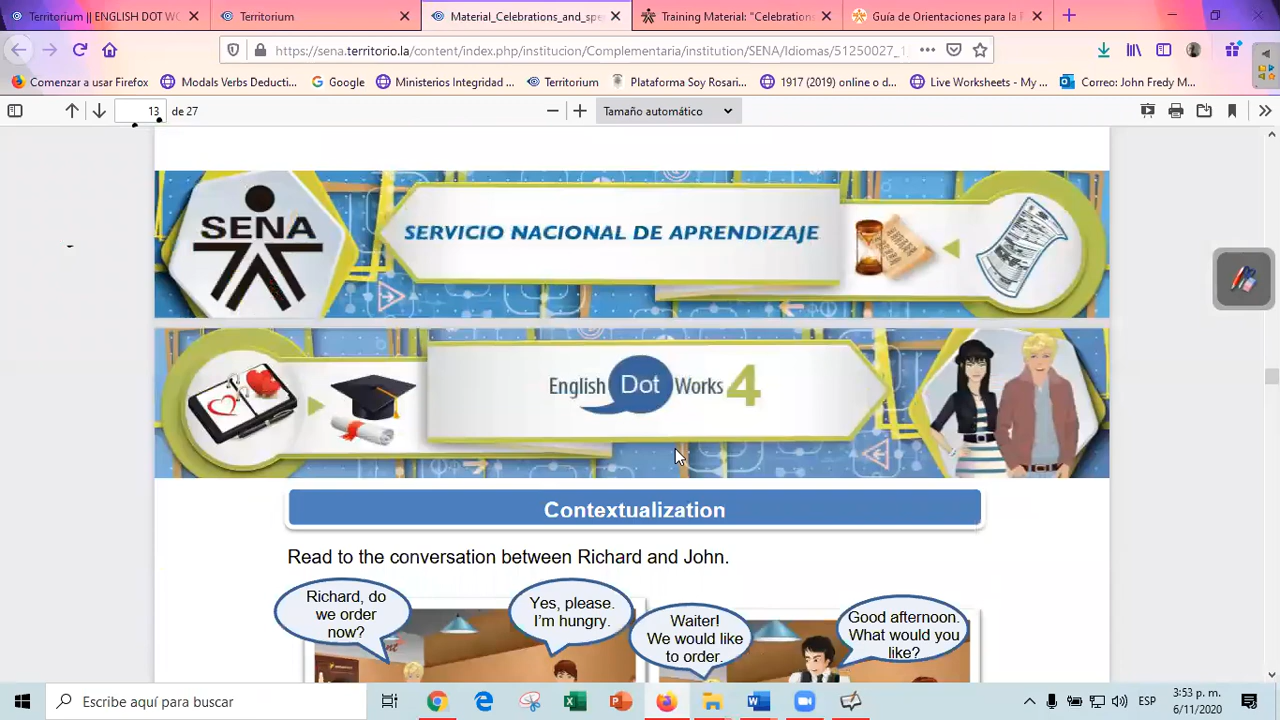 Territorium || ENGLISH DOT WO
Territorium
Material_Celebrations_and_spe
Training Material: "Celebrations
Guía de Orientaciones para la F
https://sena.territorio.la/content/index.php/institucion/Complementaria/institution/SENA/Idiomas/51250027_1
Comenzar a usar Firefox
Modals Verbs Deducti...
Google
Ministerios Integridad ...
Territorium
Plataforma Soy Rosari...
1917 (2019) online o d...
Live Worksheets - My ...
Correo: John Fredy M...
13 de 27
Tamaño automático
SENA
SERVICIO NACIONAL DE APRENDIZAJE
English Dot Works 4
Contextualization
Read to the conversation between Richard and John.
Richard, do
we order
now?
Yes, please.
I'm hungry.
Waiter!
We would like
to order.
Good afternoon.
What would you
like?
Escribe aquí para buscar
ESP
3:53 p. m.
6/11/2020